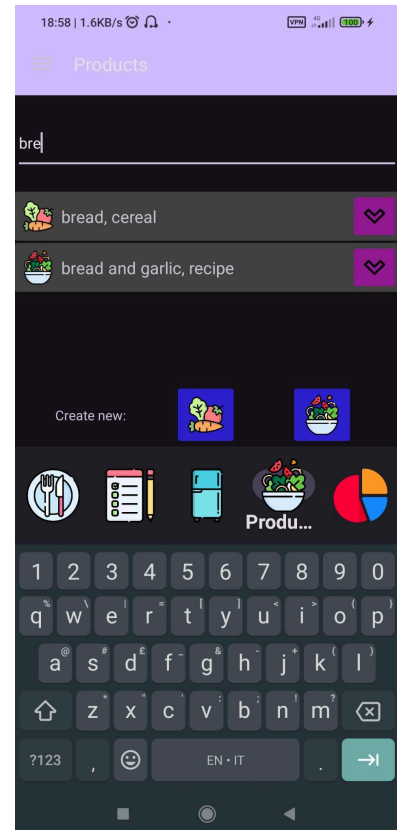 18:58 | 1.6KB/s
VPN 4G 100
Products
bre
bread, cereal
bread and garlic, recipe
Create new:
Produ...
1 2 3 4 5 6 7 8 9 0
q w e r t y u i o p
a s d f g h j k l
z x c v b n m
?123 , EN • IT .